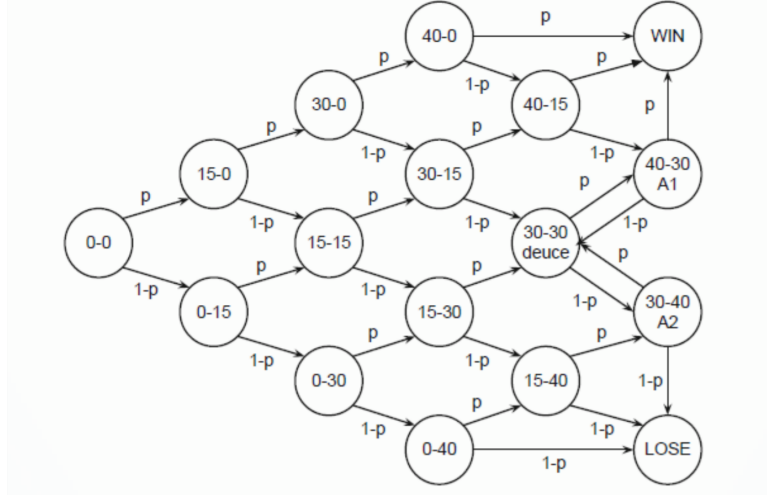 40-0
p
WIN
p
1-p
p
30-0
40-15
p
p
1-p
p
1-p
15-0
30-15
40-30
A1
p
p
p
1-p
1-p
1-p
0-0
15-15
30-30
deuce
p
1-p
p
p
1-p
1-p
0-15
15-30
30-40
A2
1-p
p
1-p
p
1-p
0-30
15-40
1-p
p
1-p
0-40
LOSE
1-p